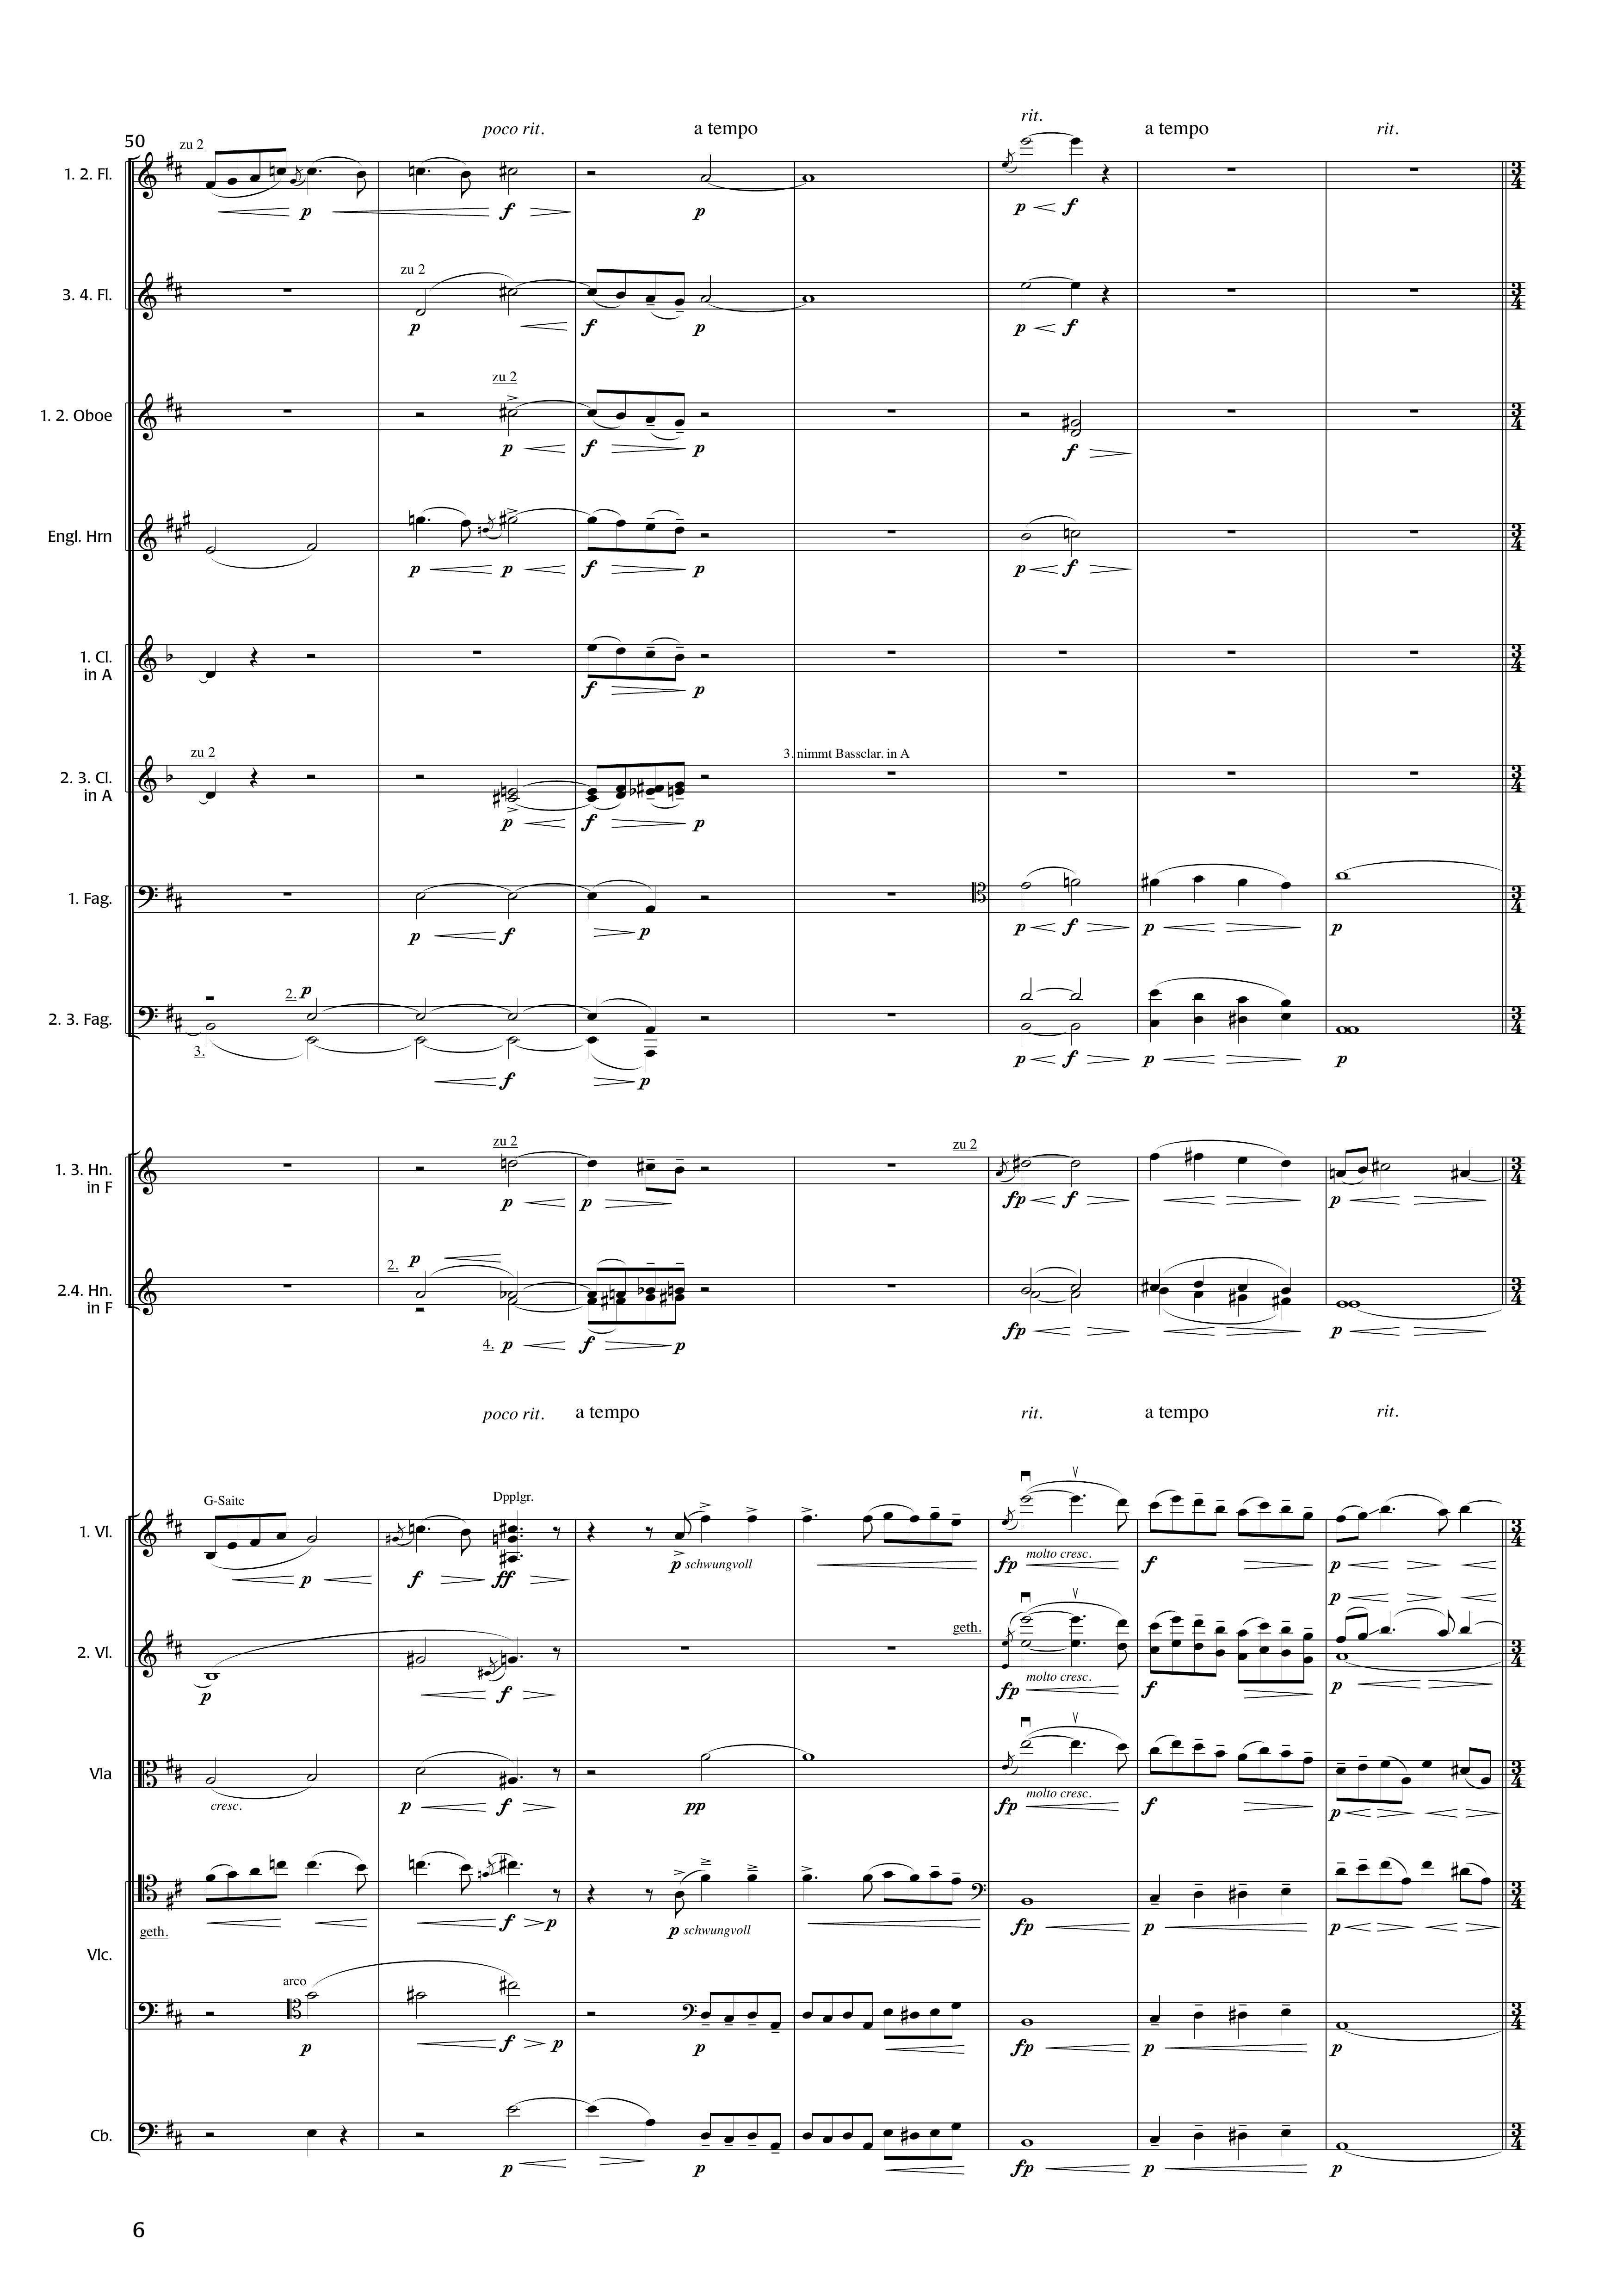 poco rit.
a tempo
rit.
a tempo
rit.
50
zu 2
1. 2. Fl.
p
f
p
p
f
zu 2
3. 4. Fl.
p
f
p
p
f
zu 2
1. 2. Oboe
p
f
p
f
Engl. Hrn
p
p
f
p
p
f
1. Cl.
in A
f
p
zu 2
3. nimmt Bassclar. in A
2. 3. Cl.
in A
p
f
p
1. Fag.
p
f
p
p
f
p
p
2.
p
2. 3. Fag.
3.
f
p
p
f
p
p
zu 2
zu 2
1. 3. Hn.
in F
p
p
fp
f
p
p
2.
2.4. Hn.
in F
4.
p
f
p
fp
p
poco rit.
a tempo
rit.
a tempo
rit.
G-Saite
Dpplgr.
1. Vl.
p
f
ff
p schwungvoll
fp
molto cresc.
f
p
p
geth.
2. Vl.
p
f
fp
molto cresc.
f
p
Vla
cresc.
p
f
pp
fp
molto cresc.
f
p
f
p
p schwungvoll
fp
p
p
geth.
Vlc.
arco
p
f
p
p
fp
p
p
Cb.
p
p
fp
p
p
3
4
6